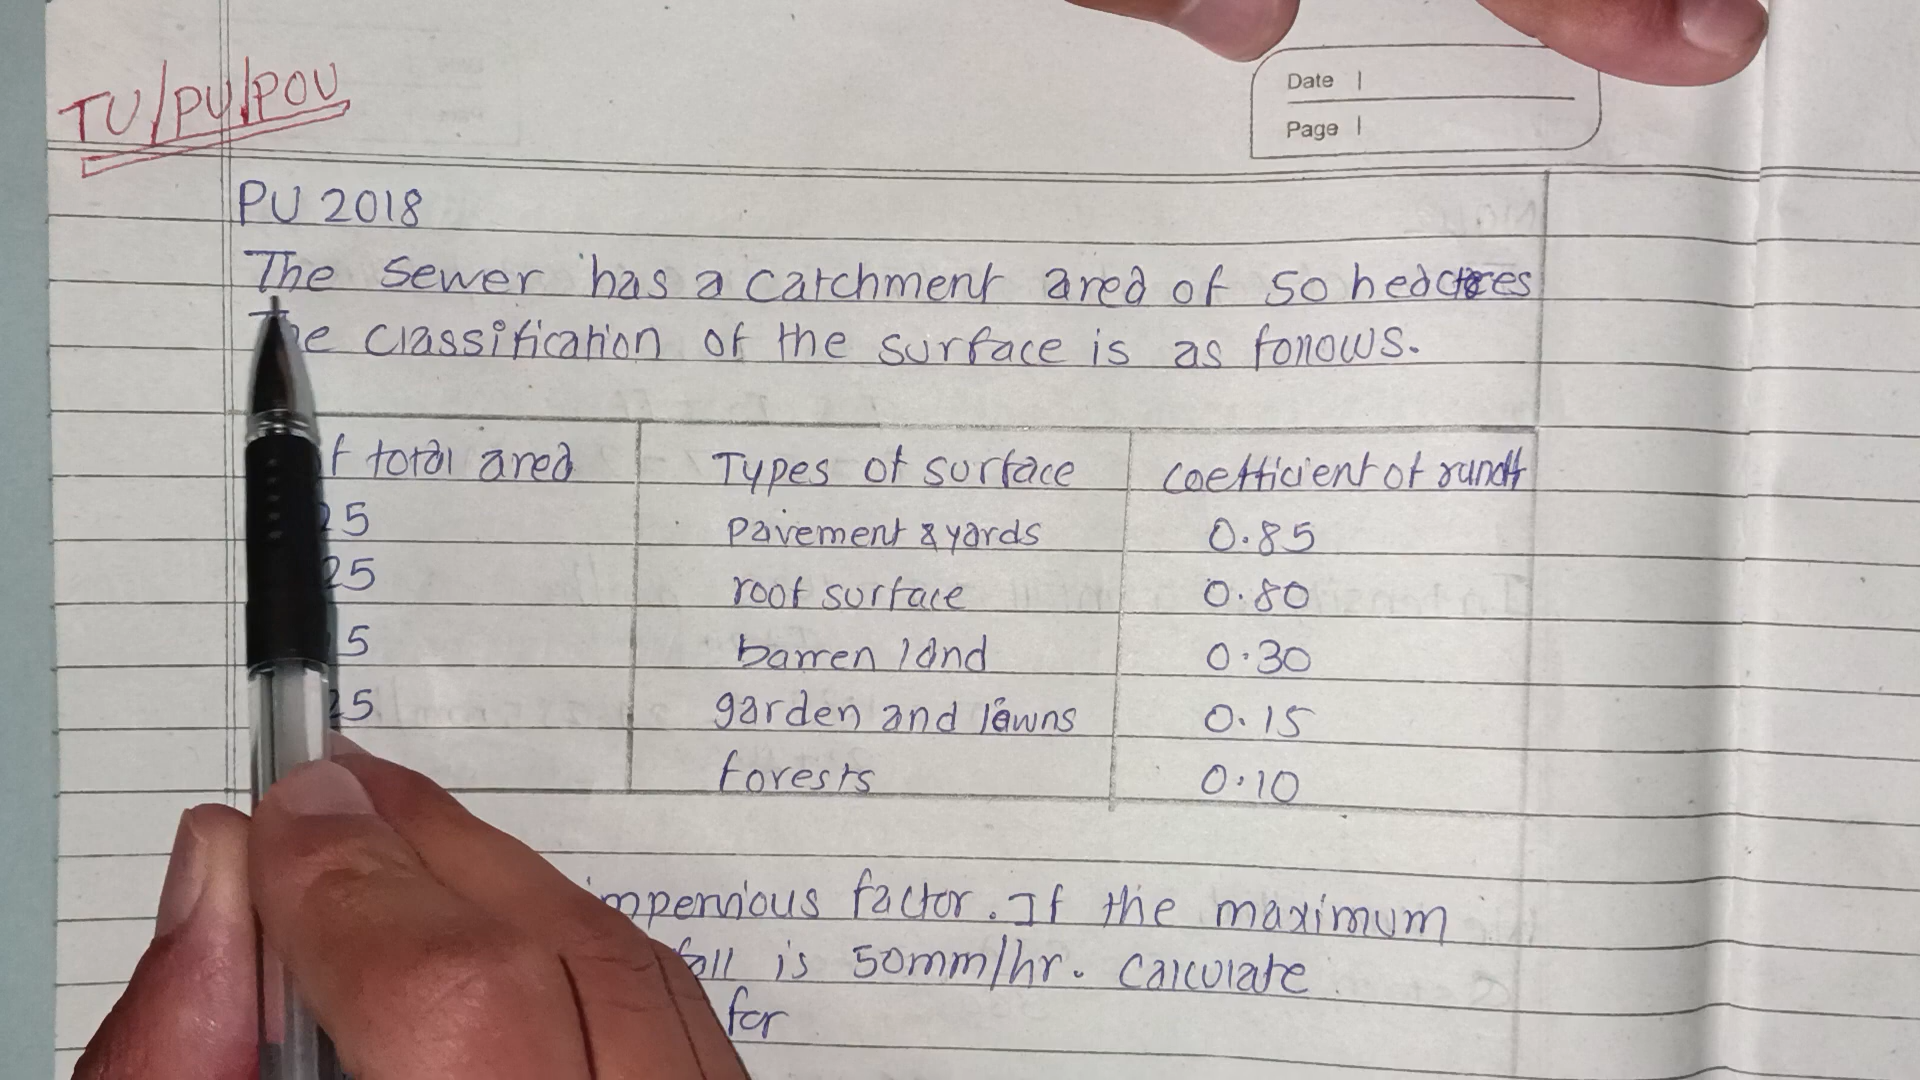 TU/PU/POU
Date
Page
PU 2018
The sewer has a catchment area of 50 hectares
The classification of the surface is as follows.
total area Types of surface coefficient of runoff
25 pavement & yards 0.85
25 roof surface 0.80
5 barren land 0.30
25 garden and lawns 0.15
forests 0.10
impervious factor. If the maximum
fall is 50mm/hr. calculate
for